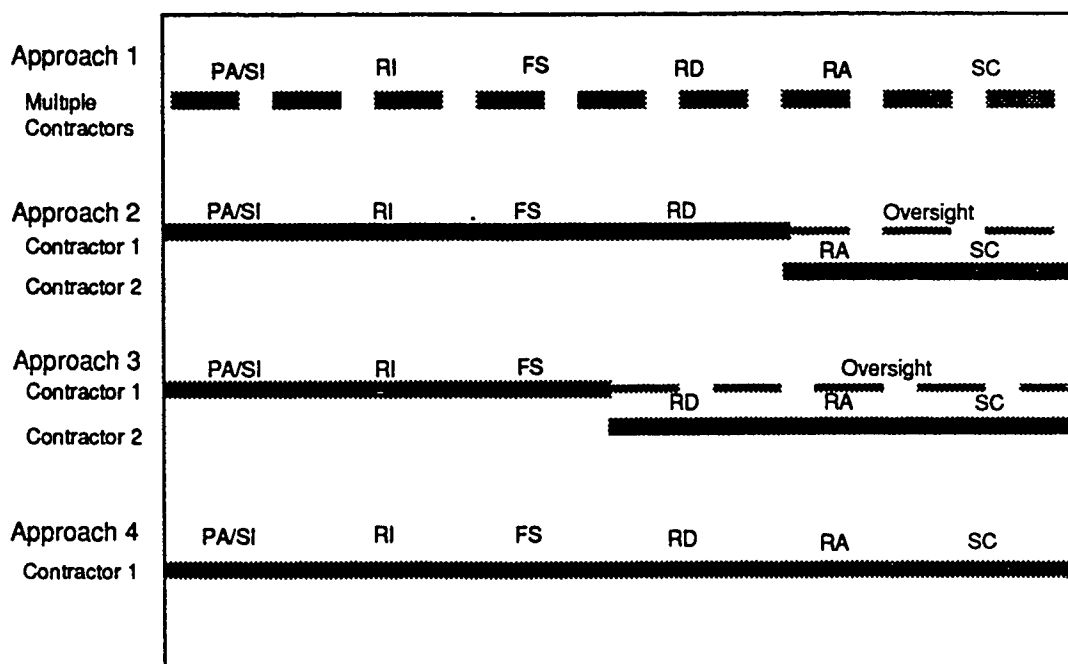 Approach 1
PA/SI RI FS RD RA SC
Multiple
Contractors
Approach 2 PA/SI RI FS RD Oversight
Contractor 1 RA SC
Contractor 2
Approach 3 PA/SI RI FS Oversight
Contractor 1
RD RA SC
Contractor 2
Approach 4 PA/SI RI FS RD RA SC
Contractor 1